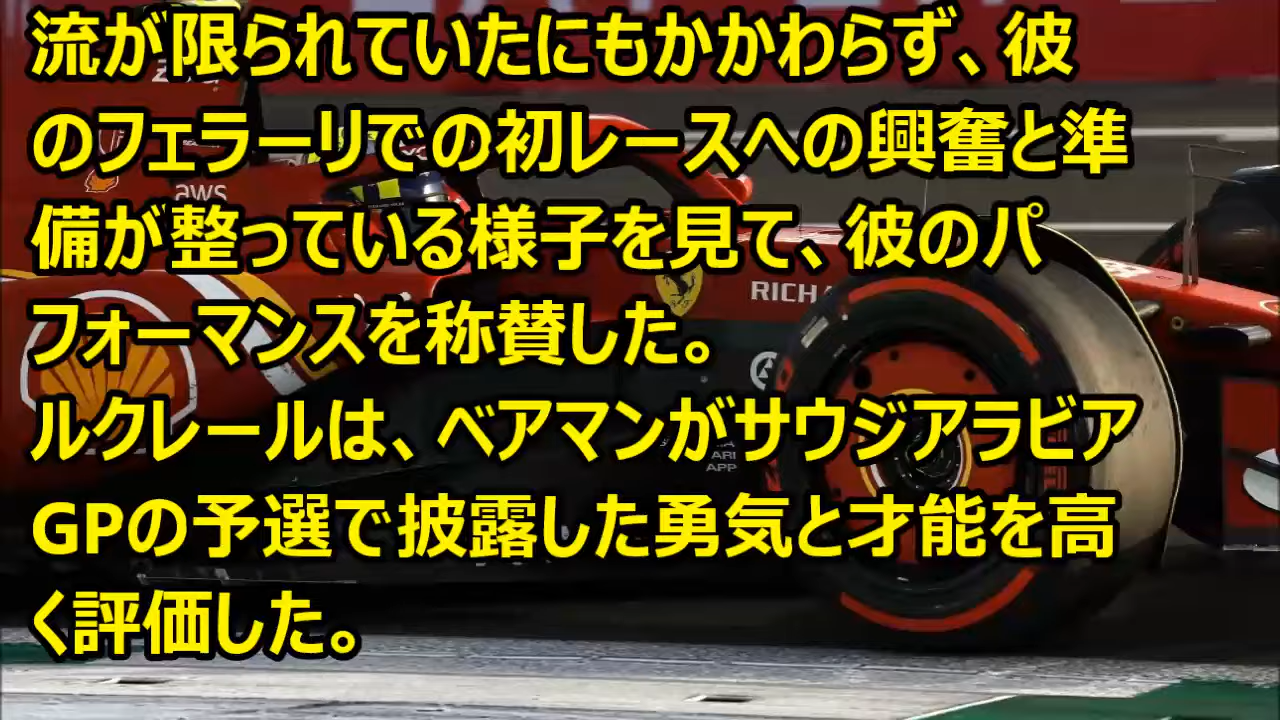 流が限られていたにもかかわらず、彼
のフェラーリでの初レースへの興奮と準
備が整っている様子を見て、彼のパ
フォーマンスを称賛した。
ルクレールは、ベアマンがサウジアラビア
GPの予選で披露した勇気と才能を高
く評価した。
aws
RICHA
ARI
APP